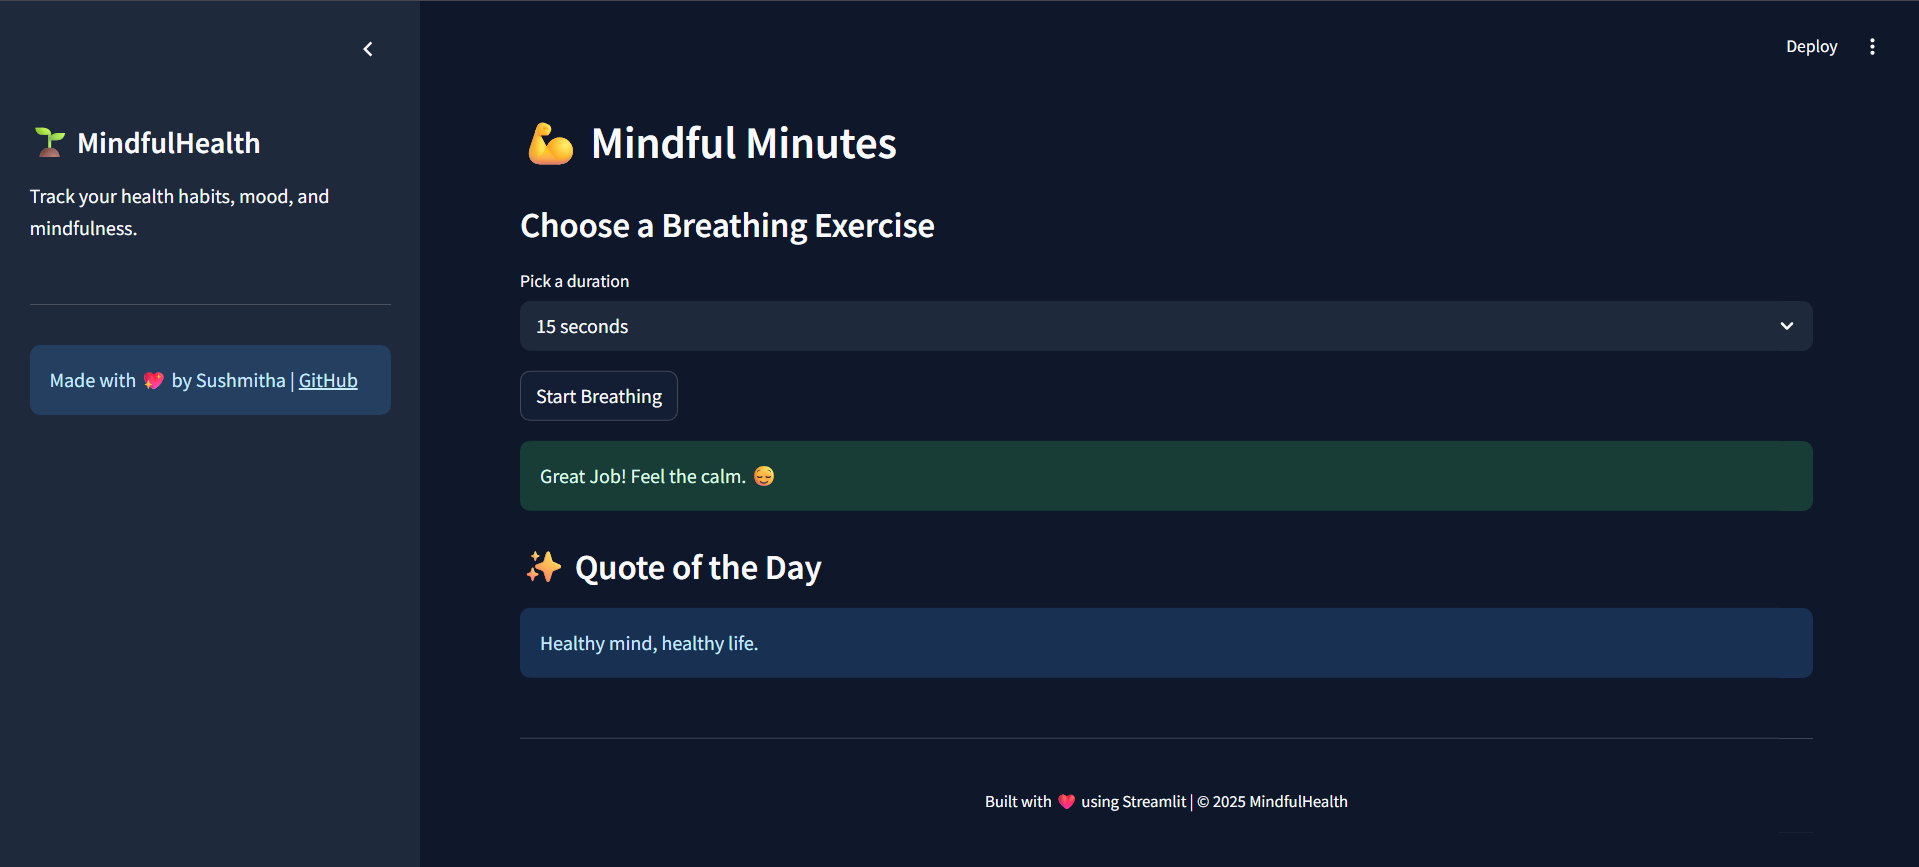 Deploy
🌱 MindfulHealth
Track your health habits, mood, and
mindfulness.
Made with 💖 by Sushmitha | GitHub
💪 Mindful Minutes
Choose a Breathing Exercise
Pick a duration
15 seconds
Start Breathing
Great Job! Feel the calm. 😌
✨ Quote of the Day
Healthy mind, healthy life.
Built with ❤️ using Streamlit | © 2025 MindfulHealth